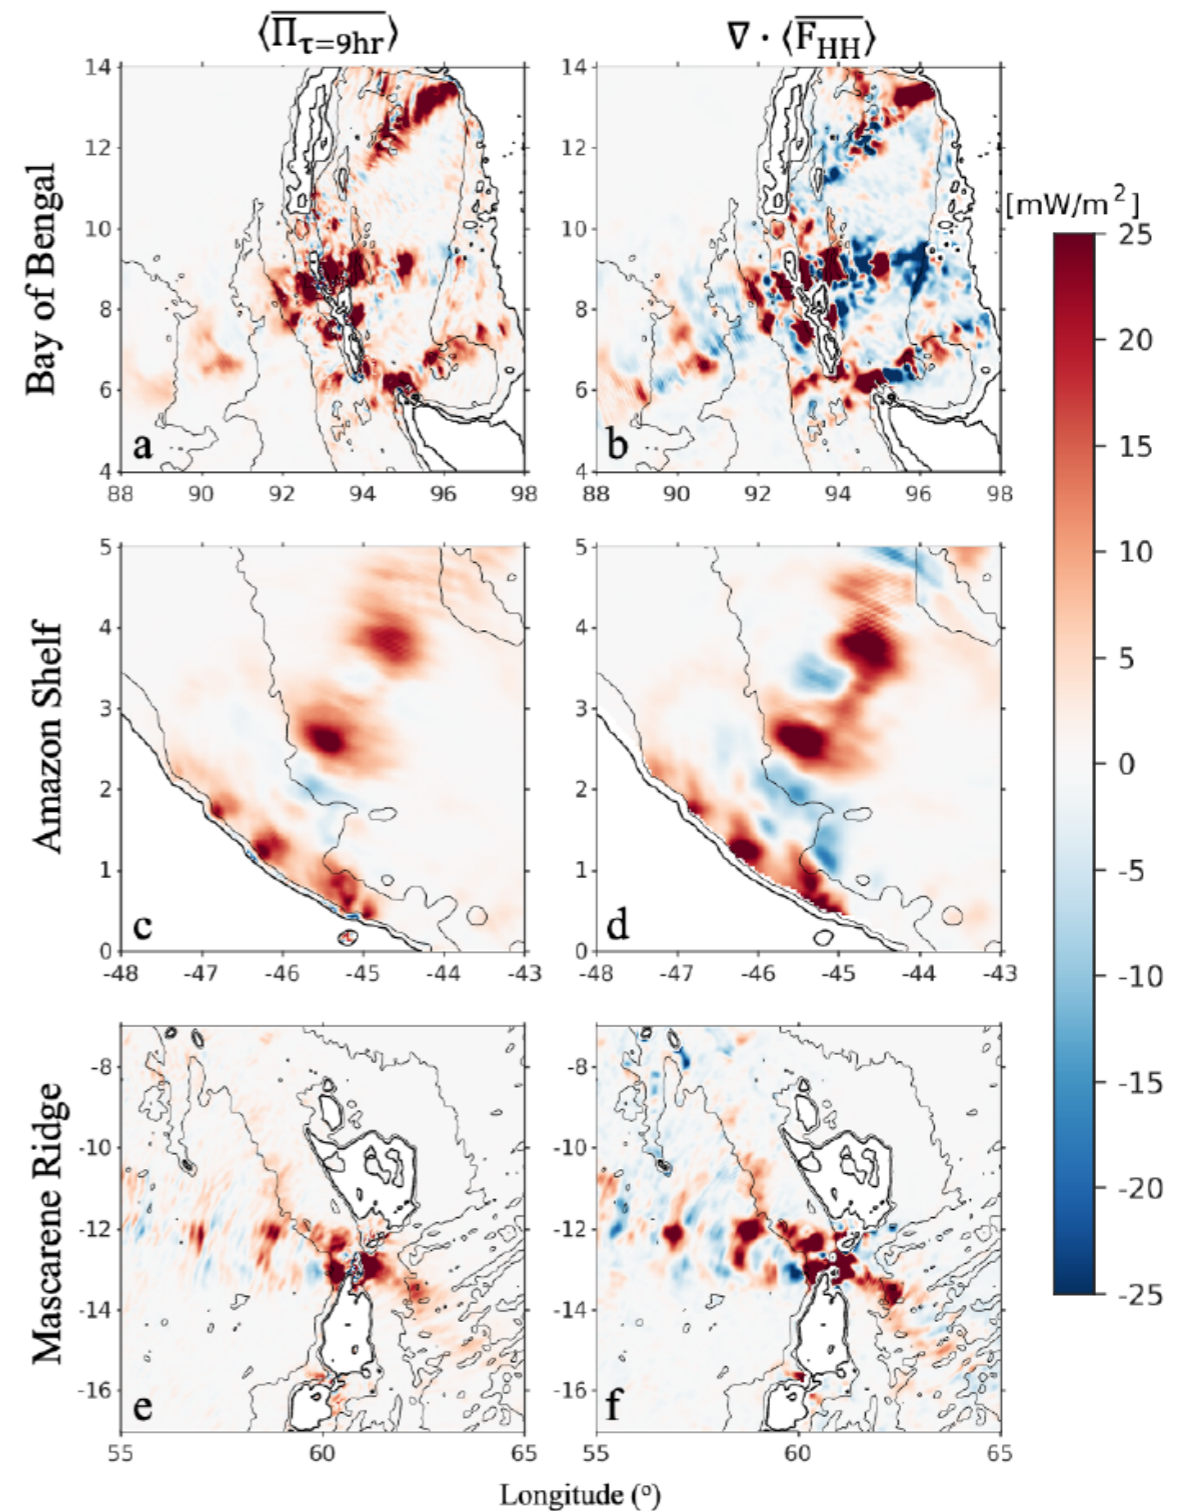 ⟨Π̅_τ=9hr⟩ ∇ · ⟨F̅_HH⟩
[mW/m²]
Bay of Bengal
14
12
10
8
6
4
a
88 90 92 94 96 98
14
12
10
8
6
4
b
88 90 92 94 96 98
Amazon Shelf
5
4
3
2
1
0
c
-48 -47 -46 -45 -44 -43
5
4
3
2
1
0
d
-48 -47 -46 -45 -44 -43
Mascarene Ridge
-8
-10
-12
-14
-16
e
55 60 65
-8
-10
-12
-14
-16
f
55 60 65
25
20
15
10
5
0
-5
-10
-15
-20
-25
Longitude (°)